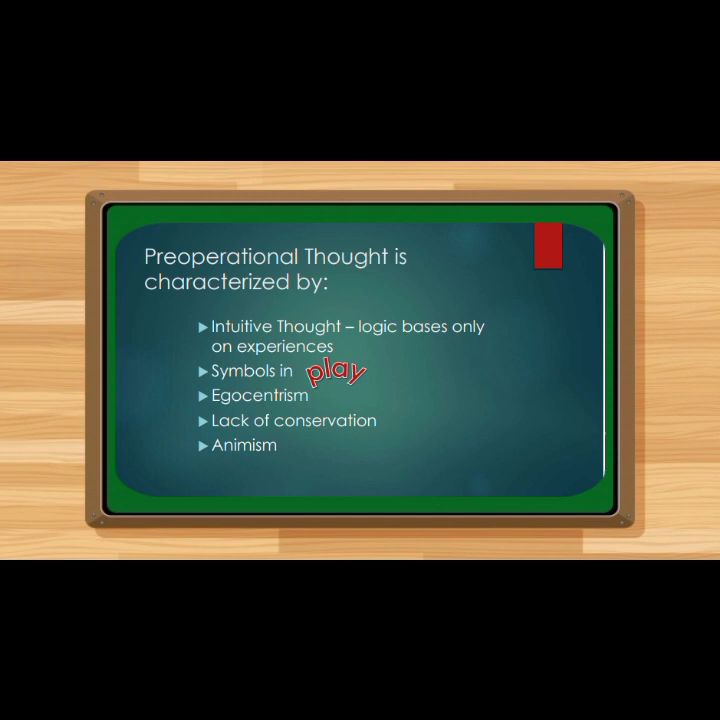 Preoperational Thought is
characterized by:
Intuitive Thought – logic bases only
on experiences
Symbols in play
Egocentrism
Lack of conservation
Animism